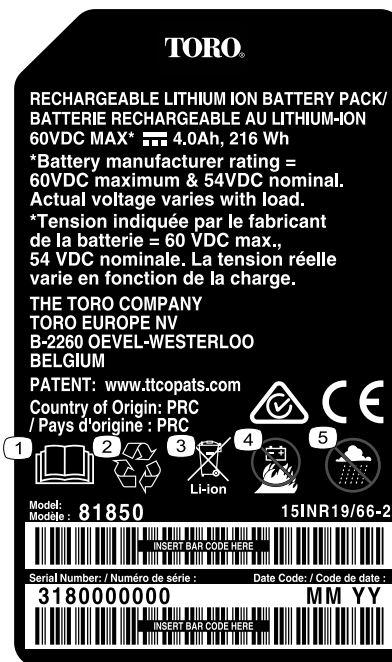 TORO®
RECHARGEABLE LITHIUM ION BATTERY PACK/
BATTERIE RECHARGEABLE AU LITHIUM-ION
60VDC MAX* 4.0Ah, 216 Wh
*Battery manufacturer rating =
60VDC maximum & 54VDC nominal.
Actual voltage varies with load.
*Tension indiquée par le fabricant
de la batterie = 60 VDC max.,
54 VDC nominale. La tension réelle
varie en fonction de la charge.
THE TORO COMPANY
TORO EUROPE NV
B-2260 OEVEL-WESTERLOO
BELGIUM
PATENT: www.ttcopats.com
Country of Origin: PRC
/ Pays d'origine : PRC
CE
1 2 3 4 5
Li-ion
Model:
Modèle : 81850 15INR19/66-2
INSERT BAR CODE HERE
Serial Number: / Numéro de série : Date Code: / Code de date :
3180000000 MM YY
INSERT BAR CODE HERE